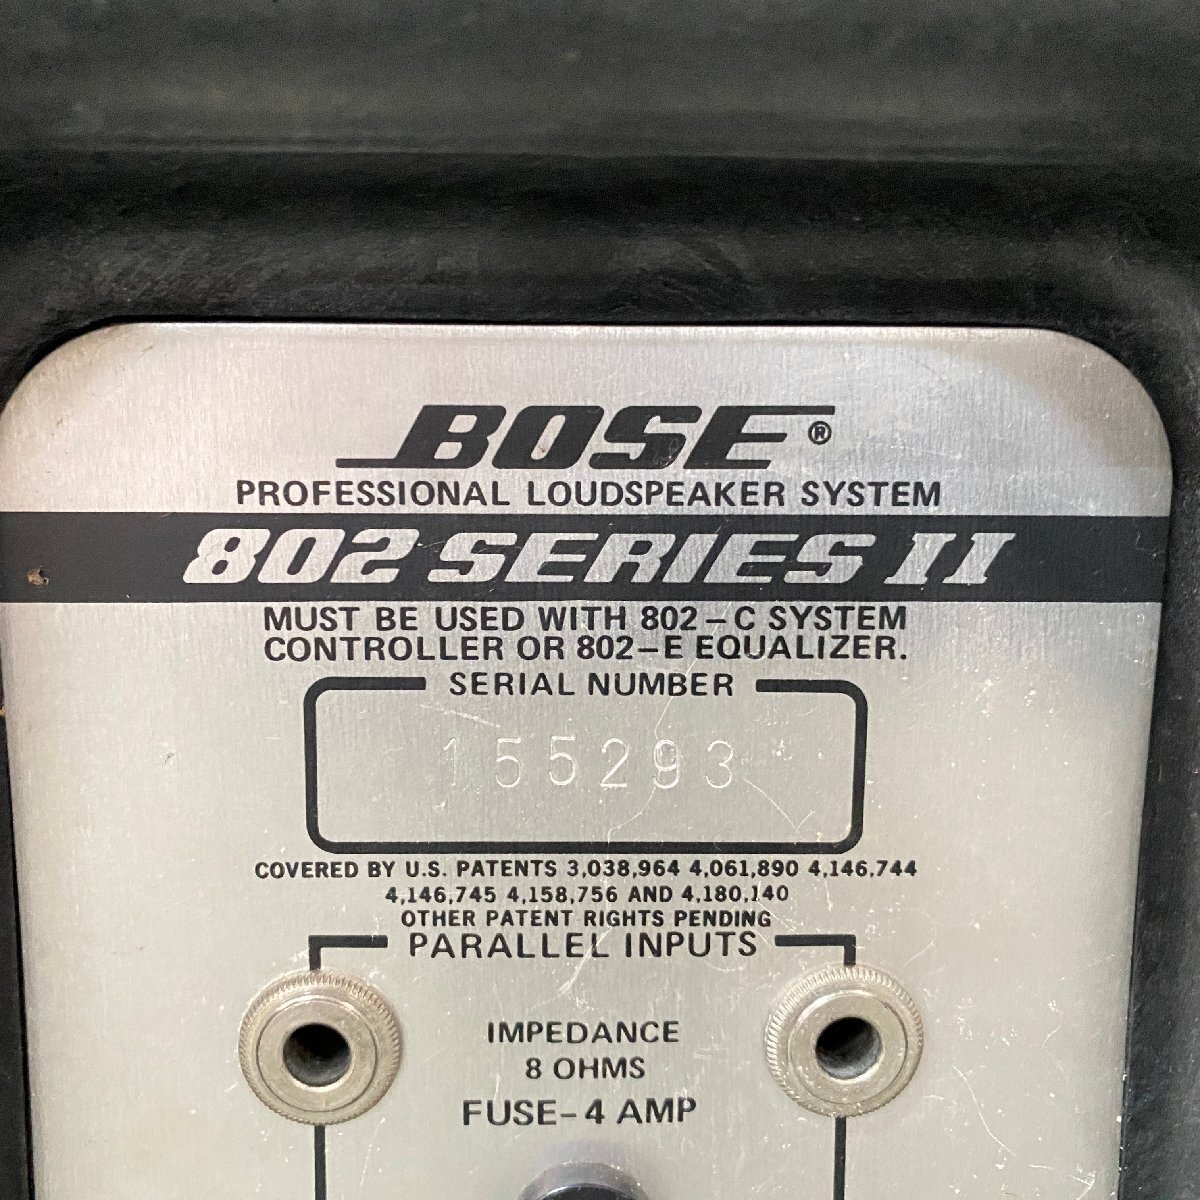 BOSE®
PROFESSIONAL LOUDSPEAKER SYSTEM
802 SERIES II
MUST BE USED WITH 802-C SYSTEM
CONTROLLER OR 802-E EQUALIZER.
SERIAL NUMBER
155293
COVERED BY U.S. PATENTS 3,038,964 4,061,890 4,146,744
4,146,745 4,158,756 AND 4,180,140
OTHER PATENT RIGHTS PENDING
PARALLEL INPUTS
IMPEDANCE
8 OHMS
FUSE-4 AMP